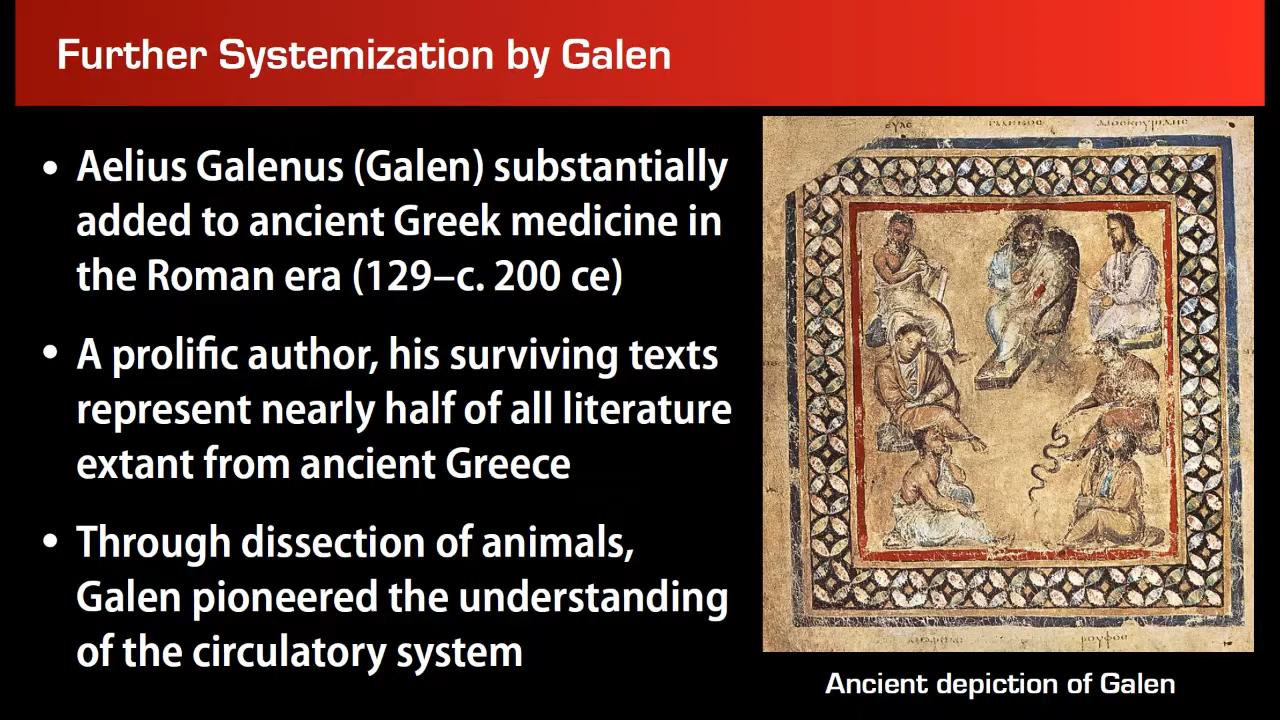 Further Systemization by Galen
• Aelius Galenus (Galen) substantially
added to ancient Greek medicine in
the Roman era (129–c. 200 ce)
• A prolific author, his surviving texts
represent nearly half of all literature
extant from ancient Greece
• Through dissection of animals,
Galen pioneered the understanding
of the circulatory system
ρουφος
Ancient depiction of Galen